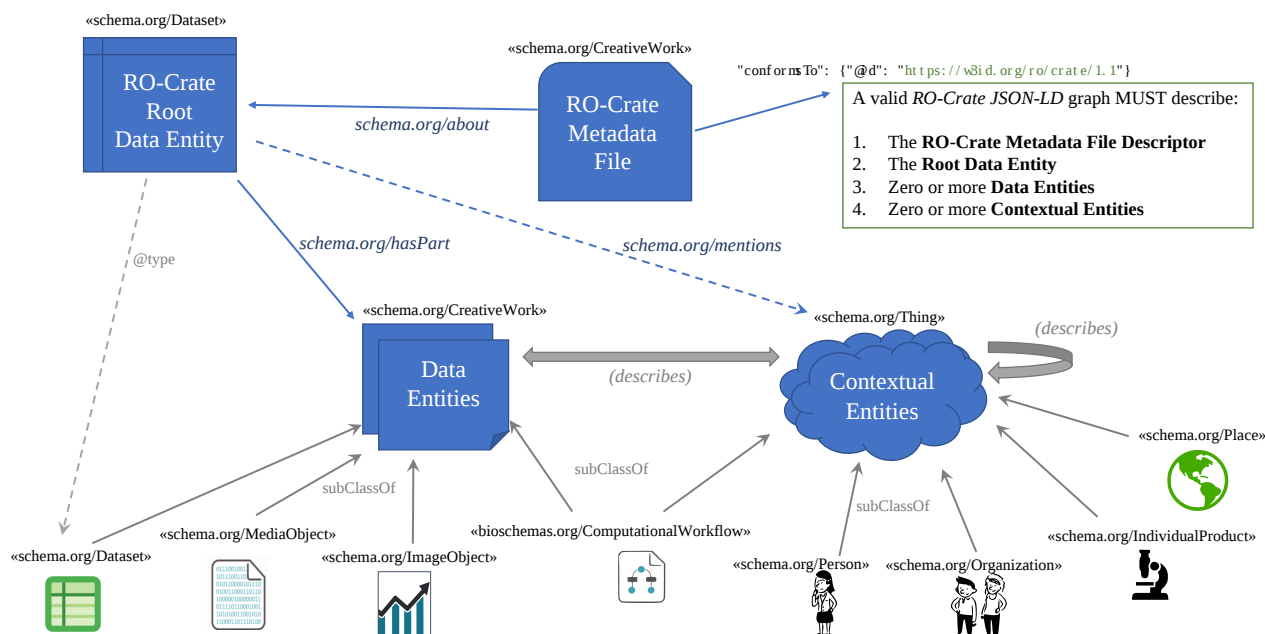 «schema.org/Dataset»
RO-Crate
Root
Data Entity
«schema.org/CreativeWork»
RO-Crate
Metadata
File
schema.org/about
"conformsTo": {"@id": "https://w3id.org/ro/crate/1.1"}
A valid RO-Crate JSON-LD graph MUST describe:
1. The RO-Crate Metadata File Descriptor
2. The Root Data Entity
3. Zero or more Data Entities
4. Zero or more Contextual Entities
schema.org/hasPart
schema.org/mentions
@type
«schema.org/CreativeWork»
Data
Entities
(describes)
«schema.org/Thing»
Contextual
Entities
(describes)
subClassOf
subClassOf
subClassOf
«schema.org/Place»
«schema.org/Dataset»
«schema.org/MediaObject»
«schema.org/ImageObject»
«bioschemas.org/ComputationalWorkflow»
«schema.org/Person»
«schema.org/Organization»
«schema.org/IndividualProduct»